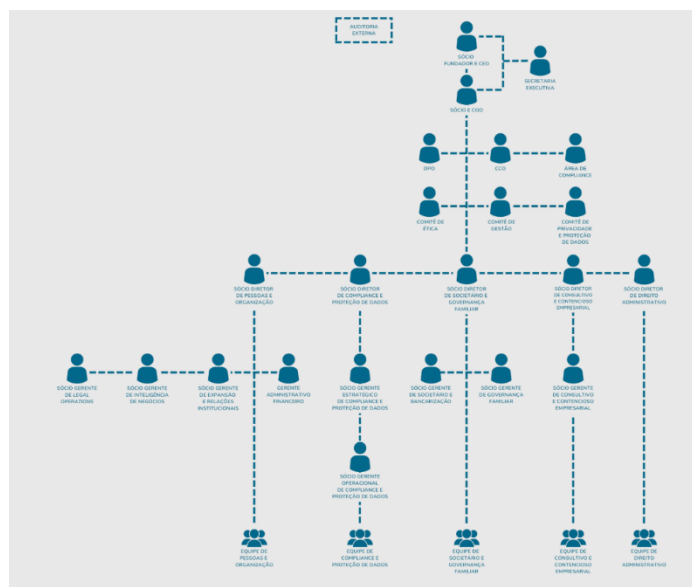 AUDITORIA
EXTERNA
SÓCIO
FUNDADOR E CEO
SECRETARIA
EXECUTIVA
SÓCIO E COO
DPO
CCO
ÁREA DE
COMPLIANCE
COMITÊ DE
ÉTICA
COMITÊ DE
GESTÃO
COMITÊ DE
PRIVACIDADE
E PROTEÇÃO
DE DADOS
SÓCIO DIRETOR
DE PESSOAS E
ORGANIZAÇÃO
SÓCIO DIRETOR
DE COMPLIANCE E
PROTEÇÃO DE DADOS
SÓCIO DIRETOR
DE SOCIETÁRIO E
GOVERNANÇA
FAMILIAR
SÓCIO DIRETOR
DE CONSULTIVO
E CONTENCIOSO
EMPRESARIAL
SÓCIO DIRETOR
DE DIREITO
ADMINISTRATIVO
SÓCIO GERENTE
DE LEGAL
OPERATIONS
SÓCIO GERENTE
DE INTELIGÊNCIA
DE NEGÓCIOS
SÓCIO GERENTE
DE EXPANSÃO
E RELAÇÕES
INSTITUCIONAIS
GERENTE
ADMINISTRATIVO
FINANCEIRO
SÓCIO GERENTE
ESTRATÉGICO
DE COMPLIANCE E
PROTEÇÃO DE DADOS
SÓCIO GERENTE
DE SOCIETÁRIO E
BANCARIZAÇÃO
SÓCIO GERENTE
DE GOVERNANÇA
FAMILIAR
SÓCIO GERENTE
DE CONSULTIVO
E CONTENCIOSO
EMPRESARIAL
SÓCIO GERENTE
OPERACIONAL
DE COMPLIANCE E
PROTEÇÃO DE DADOS
EQUIPE DE
PESSOAS E
ORGANIZAÇÃO
EQUIPE DE
COMPLIANCE E
PROTEÇÃO DE DADOS
EQUIPE DE
SOCIETÁRIO E
GOVERNANÇA
FAMILIAR
EQUIPE DE
CONSULTIVO E
CONTENCIOSO
EMPRESARIAL
EQUIPE DE
DIREITO
ADMINISTRATIVO